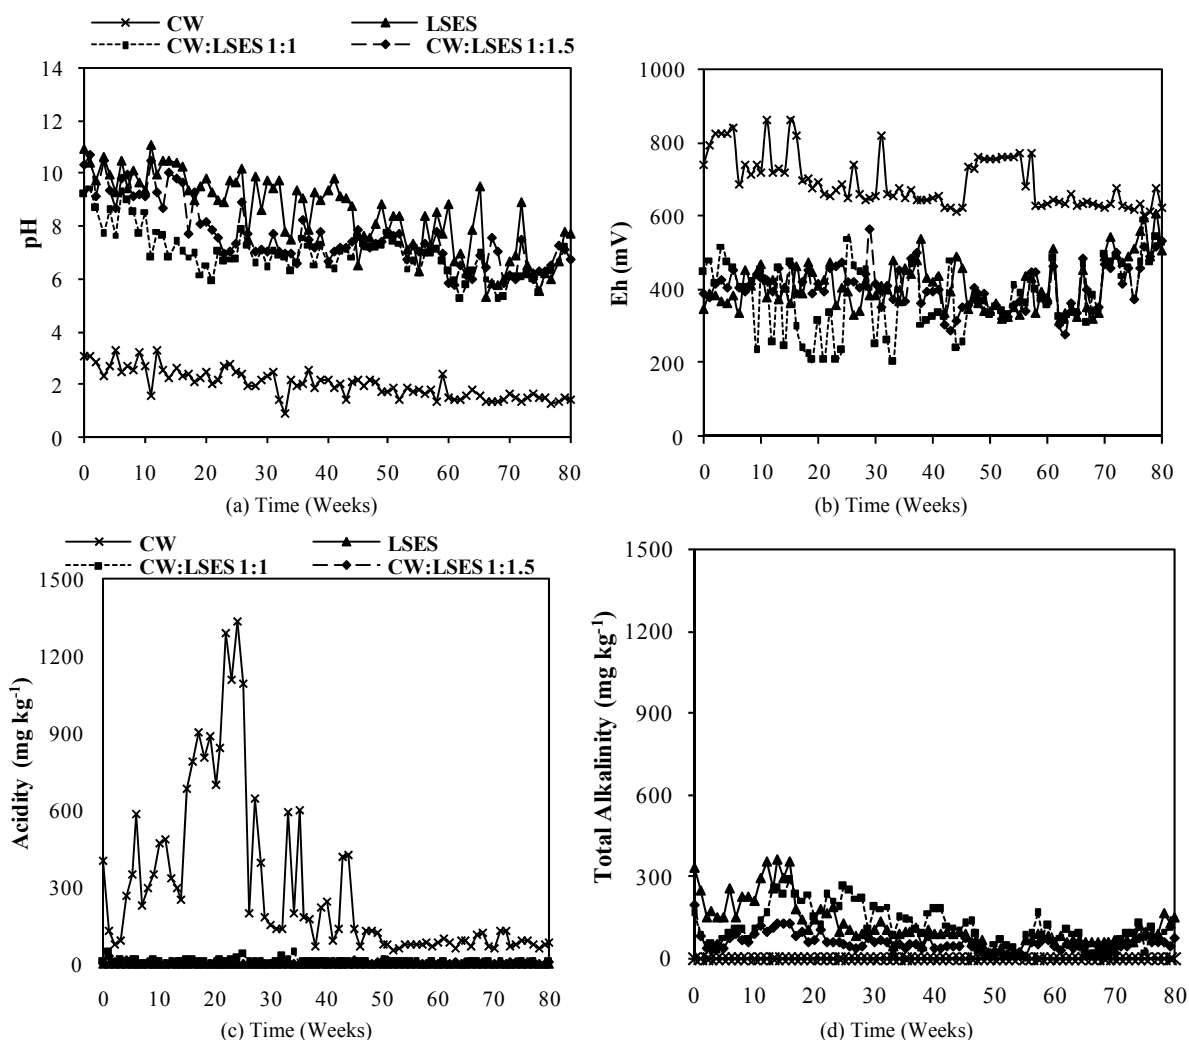 CW LSES
CW:LSES 1:1 CW:LSES 1:1.5
14
12
10
8
6
4
2
0
pH
0 10 20 30 40 50 60 70 80
(a) Time (Weeks)
1000
800
600
400
200
0
Eh (mV)
0 10 20 30 40 50 60 70 80
(b) Time (Weeks)
CW LSES
CW:LSES 1:1 CW:LSES 1:1.5
1500
1200
900
600
300
0
Acidity (mg kg⁻¹)
0 10 20 30 40 50 60 70 80
(c) Time (Weeks)
1500
1200
900
600
300
0
Total Alkalinity (mg kg⁻¹)
0 10 20 30 40 50 60 70 80
(d) Time (Weeks)